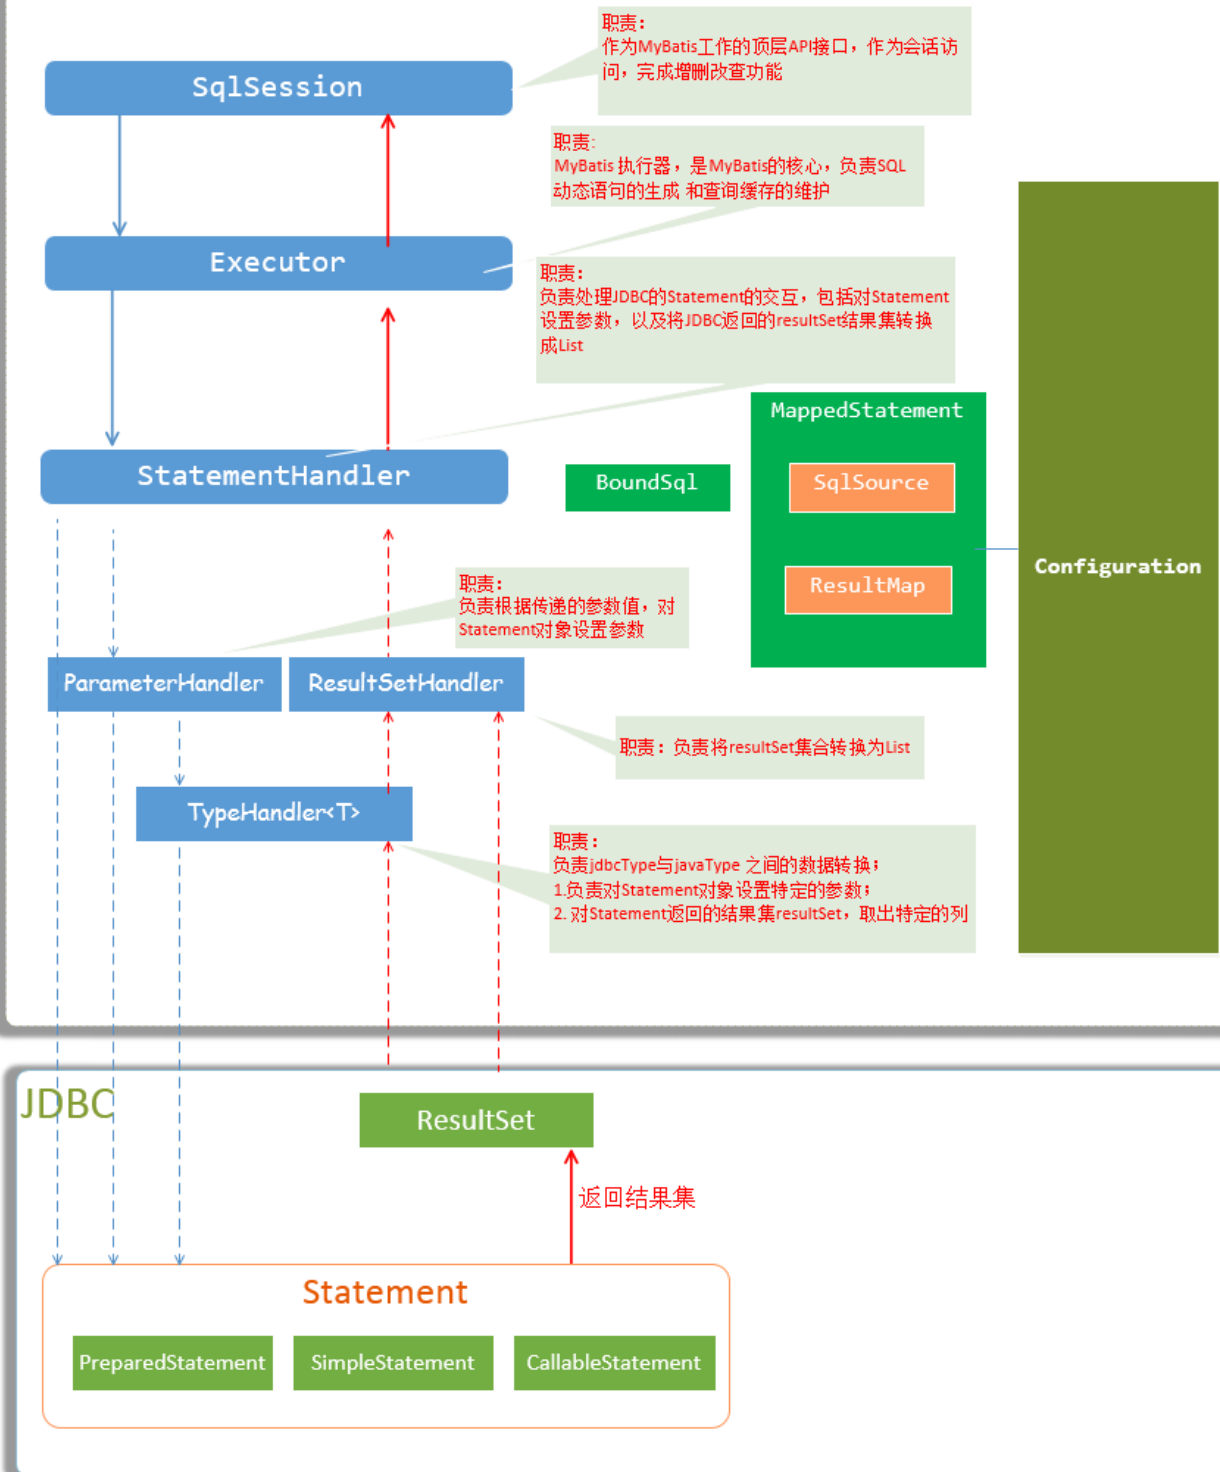 职责：
作为MyBatis工作的顶层API接口，作为会话访
问，完成增删改查功能
SqlSession
职责:
MyBatis 执行器，是MyBatis的核心，负责SQL
动态语句的生成 和查询缓存的维护
Executor
职责：
负责处理JDBC的Statement的交互，包括对Statement
设置参数，以及将JDBC返回的resultSet结果集转换
成List
MappedStatement
StatementHandler
BoundSql
SqlSource
Configuration
ResultMap
职责：
负责根据传递的参数值，对
Statement对象设置参数
ParameterHandler
ResultSetHandler
职责：负责将resultSet集合转换为List
TypeHandler<T>
职责：
负责jdbcType与javaType 之间的数据转换；
1.负责对Statement对象设置特定的参数；
2. 对Statement返回的结果集resultSet，取出特定的列
JDBC
ResultSet
返回结果集
Statement
PreparedStatement
SimpleStatement
CallableStatement